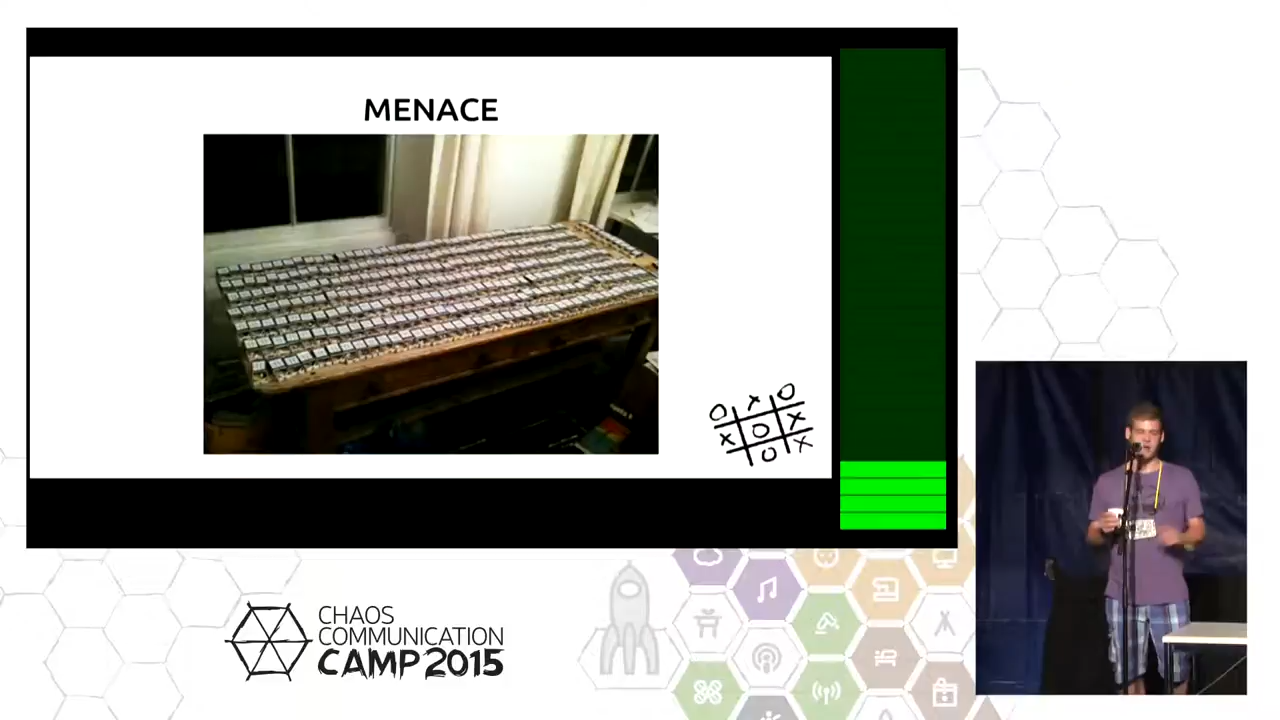 MENACE
O X O
X O X
O X
CHAOS
COMMUNICATION
CAMP 2015